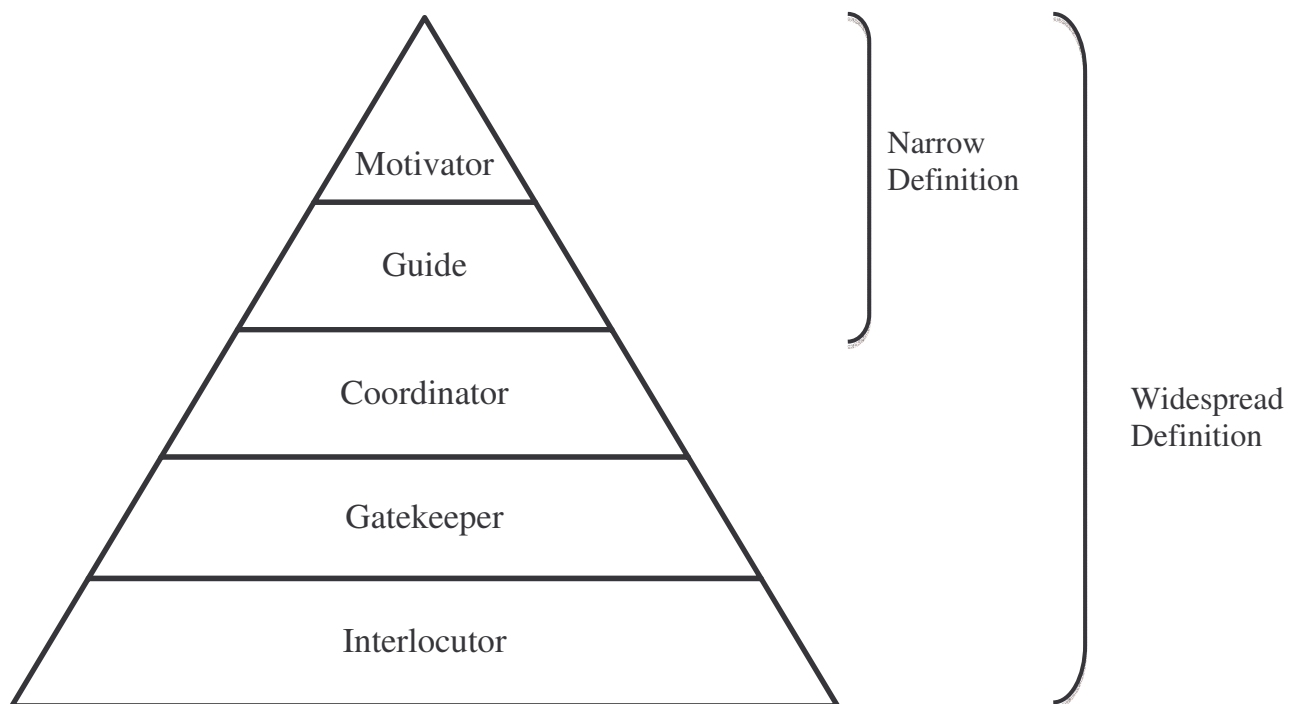 Motivator
Guide
Coordinator
Gatekeeper
Interlocutor
Narrow
Definition
Widespread
Definition